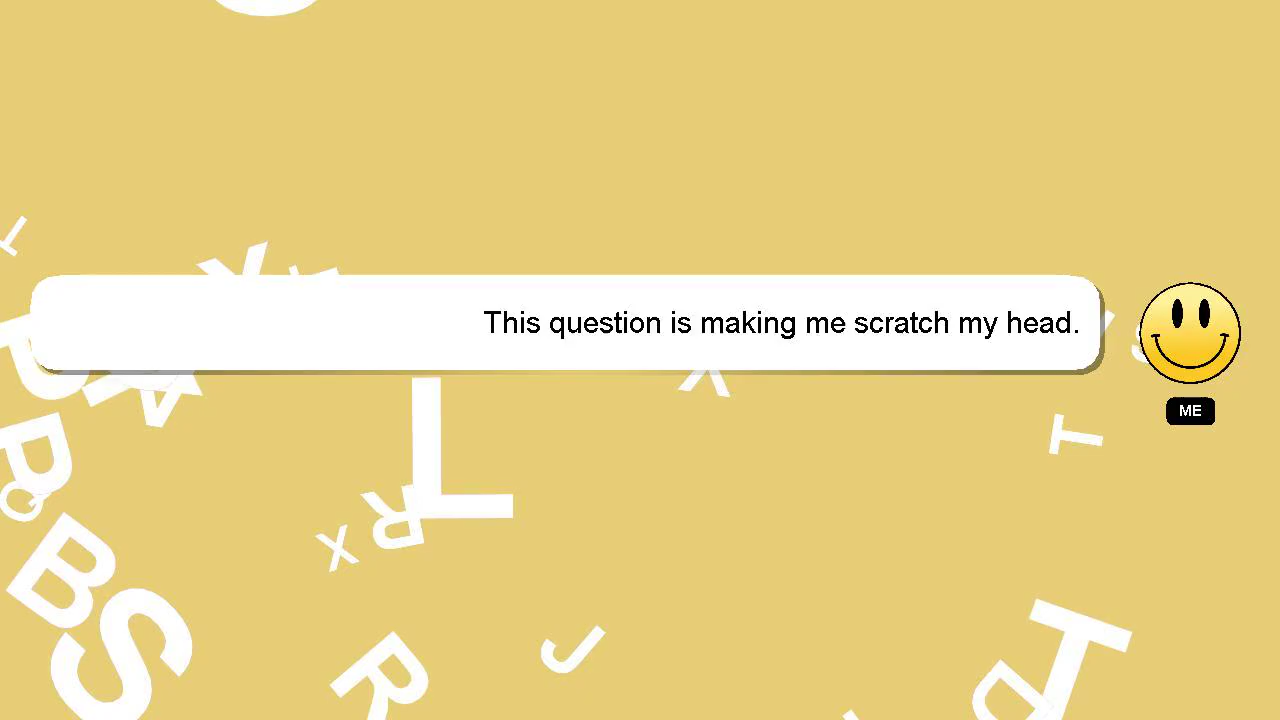 This question is making me scratch my head.
ME
T
X
S
P
A
X
L
T
R
Q
R
X
B
S
J
R
T
D